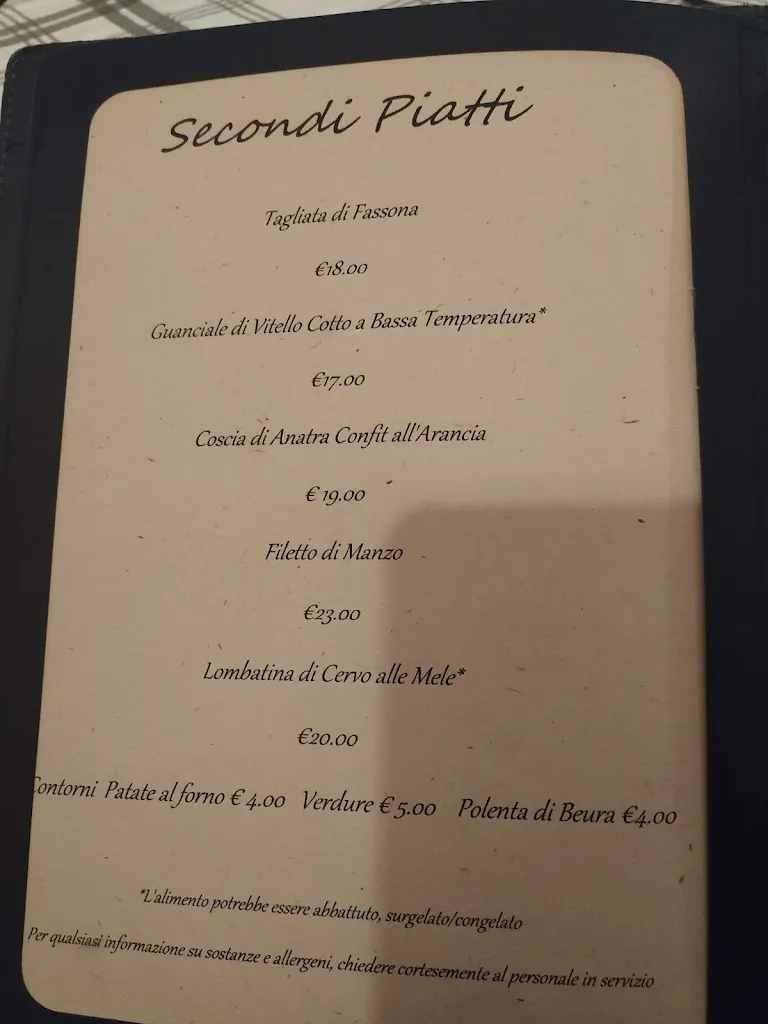 Secondi Piatti
Tagliata di Fassona
€18.00
Guanciale di Vitello Cotto a Bassa Temperatura*
€17.00
Coscia di Anatra Confit all'Arancia
€ 19.00
Filetto di Manzo
€23.00
Lombatina di Cervo alle Mele*
€20.00
Contorni Patate al forno € 4.00 Verdure € 5.00 Polenta di Beura €4.00
*L'alimento potrebbe essere abbattuto, surgelato/congelato
Per qualsiasi informazione su sostanze e allergeni, chiedere cortesemente al personale in servizio